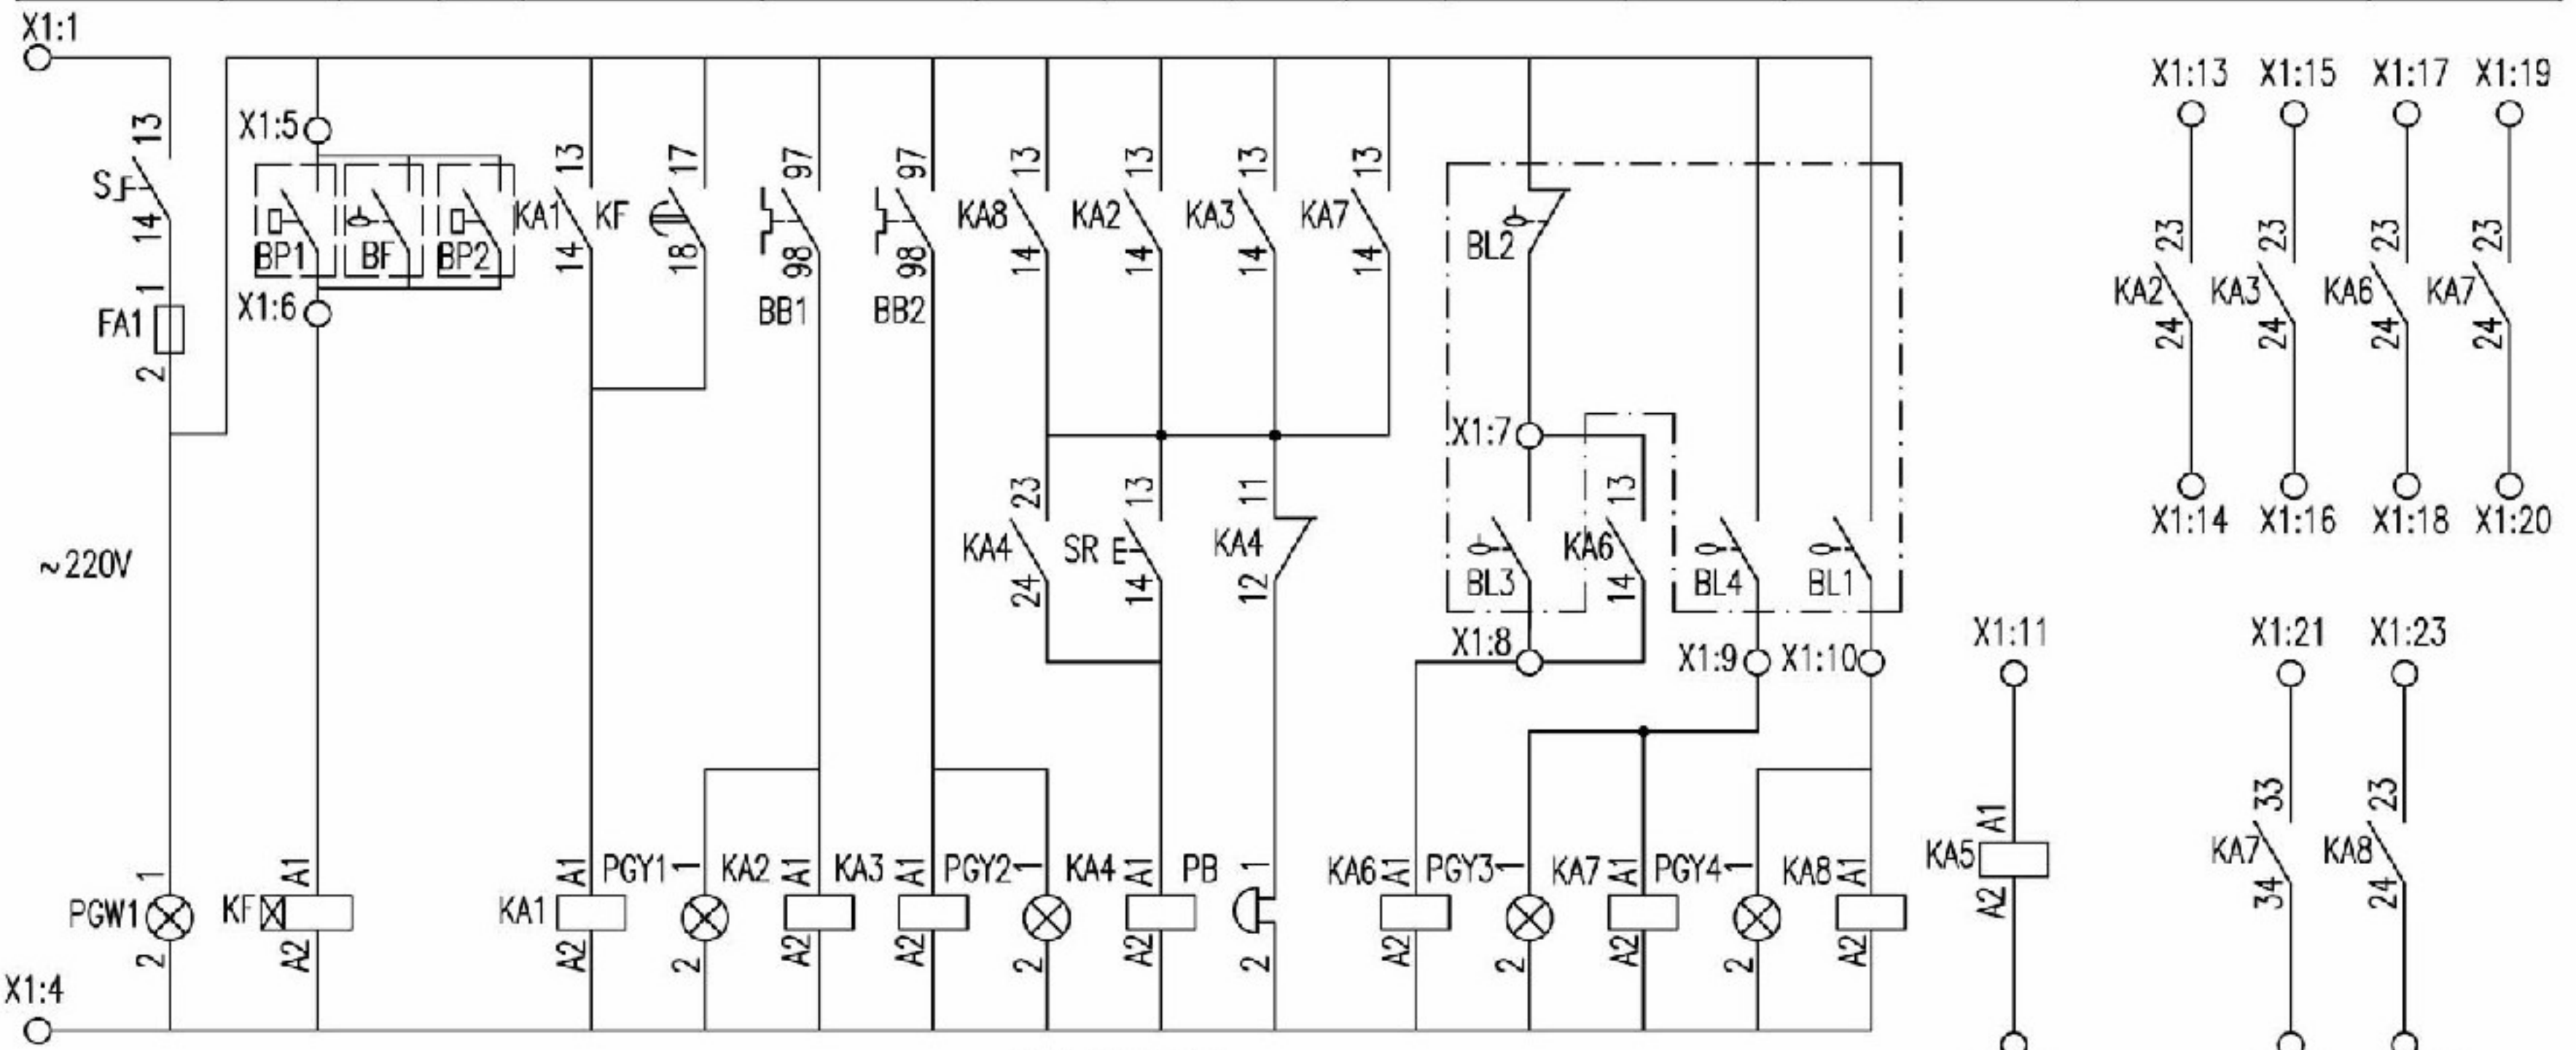 X1:1
X1:13 X1:15 X1:17 X1:19
13 X1:5 13 17 97 97 13 13 13 13
S BP1 BF BP2 KA1 KF KA8 KA2 KA3 KA7 BL2 23 23 23 23
14 14 18 98 98 14 14 14 14
1 X1:6 BB1 BB2 KA2 KA3 KA6 KA7
FA1 24 24 24 24
2
X1:7
23 13 11 13
X1:14 X1:16 X1:18 X1:20
~220V KA4 SR KA4 KA6
24 14 12 BL3 14 BL4 BL1
X1:8 X1:9 X1:10 X1:11 X1:21 X1:23
33 23
A1
KA5 KA7 KA8
1 A1 A1 PGY1 1 KA2 A1 KA3 A1 PGY2 1 KA4 A1 PB 1 KA6 A1 PGY3 1 KA7 A1 PGY4 1 KA8 A1
A2 34 24
PGW1 KF KA1
2 A2 A2 2 A2 A2 2 A2 2 A2 2 A2 2 A2
X1:4